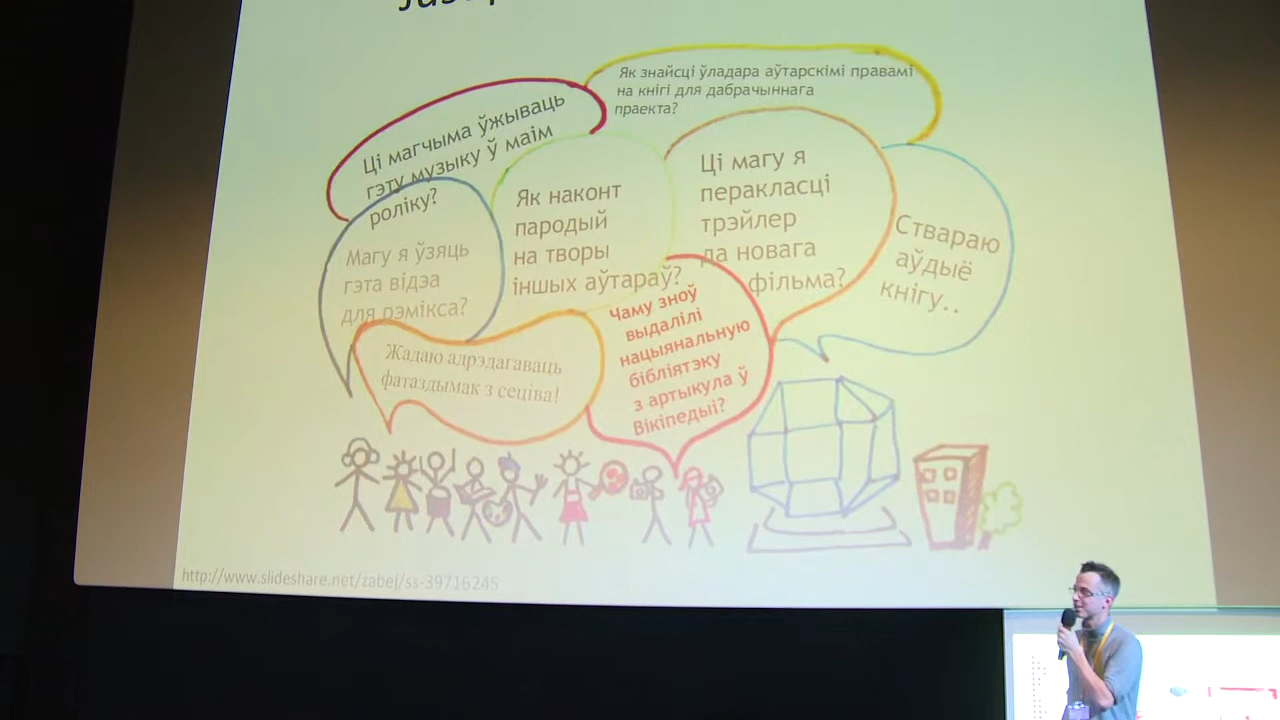 Як знайсці ўладара аўтарскімі правамі
на кнігі для дабрачыннага
праекта?
Ці магчыма ўжываць
гэту музыку ў маім
роліку?
Як наконт
пародый
на творы
іншых аўтараў?
Ці магу я
перакласці
трэйлер
да новага
фільма?
Ствараю
аўдыё
кнігу..
Магу я ўзяць
гэта відэа
для рэмікса?
Чаму зноў
выдалілі
нацыянальную
бібліятэку
з артыкула ў
Вікіпедыі?
Жадаю адрэдагаваць
фатаздымак з сеціва!
http://www.slideshare.net/zabej/ss-39716245